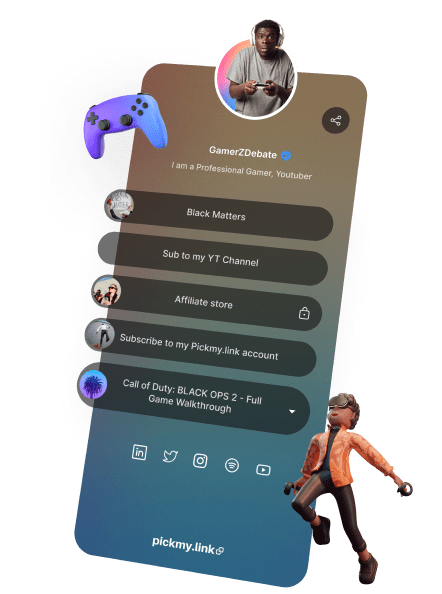 GamerZDebate
I am a Professional Gamer, Youtuber
Black Matters
Sub to my YT Channel
Affiliate store
Subscribe to my Pickmy.link account
Call of Duty: BLACK OPS 2 - Full
Game Walkthrough
pickmy.link